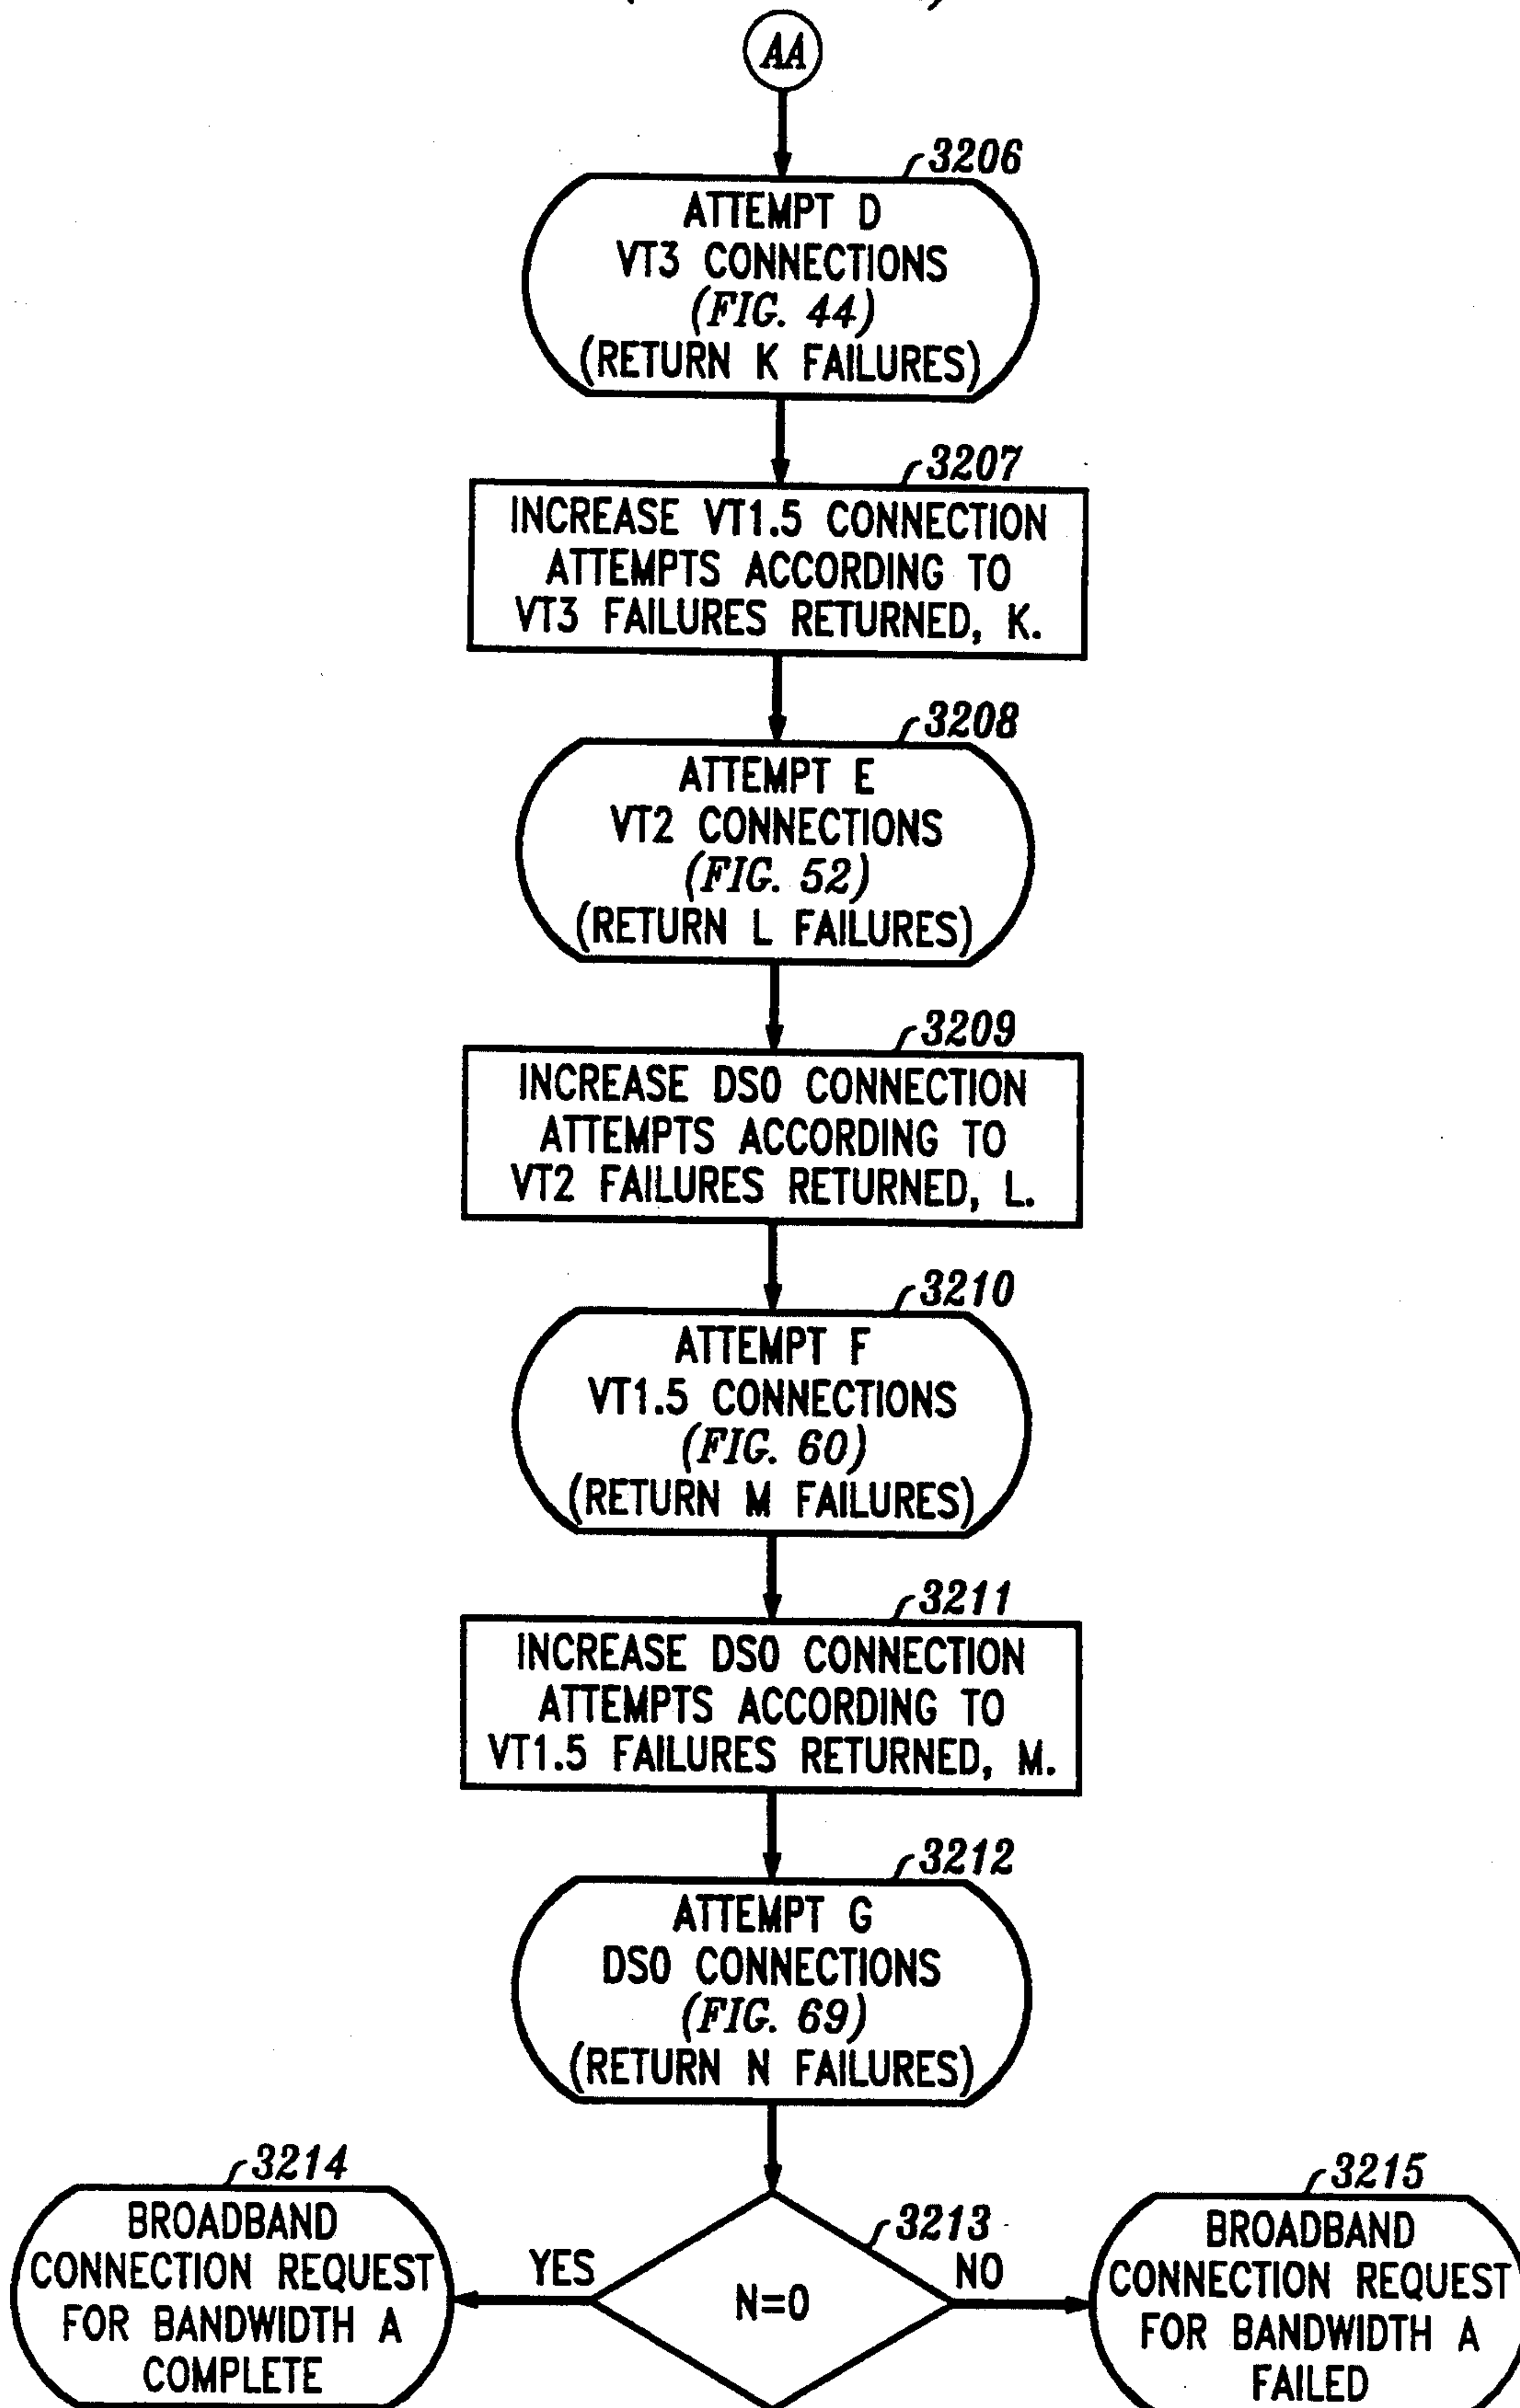 AA
3206
ATTEMPT D
VT3 CONNECTIONS
(FIG. 44)
(RETURN K FAILURES)
3207
INCREASE VT1.5 CONNECTION
ATTEMPTS ACCORDING TO
VT3 FAILURES RETURNED, K.
3208
ATTEMPT E
VT2 CONNECTIONS
(FIG. 52)
(RETURN L FAILURES)
3209
INCREASE DS0 CONNECTION
ATTEMPTS ACCORDING TO
VT2 FAILURES RETURNED, L.
3210
ATTEMPT F
VT1.5 CONNECTIONS
(FIG. 60)
(RETURN M FAILURES)
3211
INCREASE DS0 CONNECTION
ATTEMPTS ACCORDING TO
VT1.5 FAILURES RETURNED, M.
3212
ATTEMPT G
DS0 CONNECTIONS
(FIG. 69)
(RETURN N FAILURES)
3213
N=0
YES
NO
3214
BROADBAND
CONNECTION REQUEST
FOR BANDWIDTH A
COMPLETE
3215
BROADBAND
CONNECTION REQUEST
FOR BANDWIDTH A
FAILED